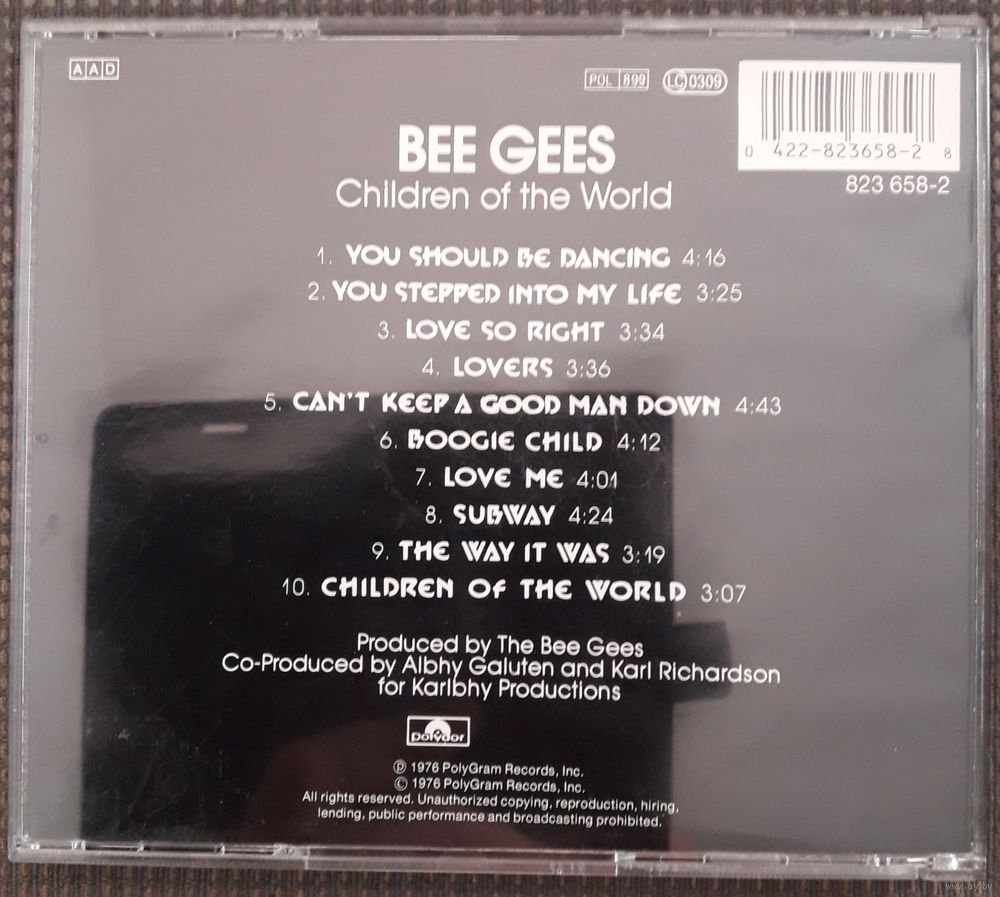 AAD
POL 899
LC 0309
0 422-823658-2 8
823 658-2
BEE GEES
Children of the World
1. YOU SHOULD BE DANCING 4:16
2. YOU STEPPED INTO MY LIFE 3:25
3. LOVE SO RIGHT 3:34
4. LOVERS 3:36
5. CAN'T KEEP A GOOD MAN DOWN 4:43
6. BOOGIE CHILD 4:12
7. LOVE ME 4:01
8. SUBWAY 4:24
9. THE WAY IT WAS 3:19
10. CHILDREN OF THE WORLD 3:07
Produced by The Bee Gees
Co-Produced by Albhy Galuten and Karl Richardson
for Karlbhy Productions
polydor
℗ 1976 PolyGram Records, Inc.
© 1976 PolyGram Records, Inc.
All rights reserved. Unauthorized copying, reproduction, hiring,
lending, public performance and broadcasting prohibited.
www.ay.by